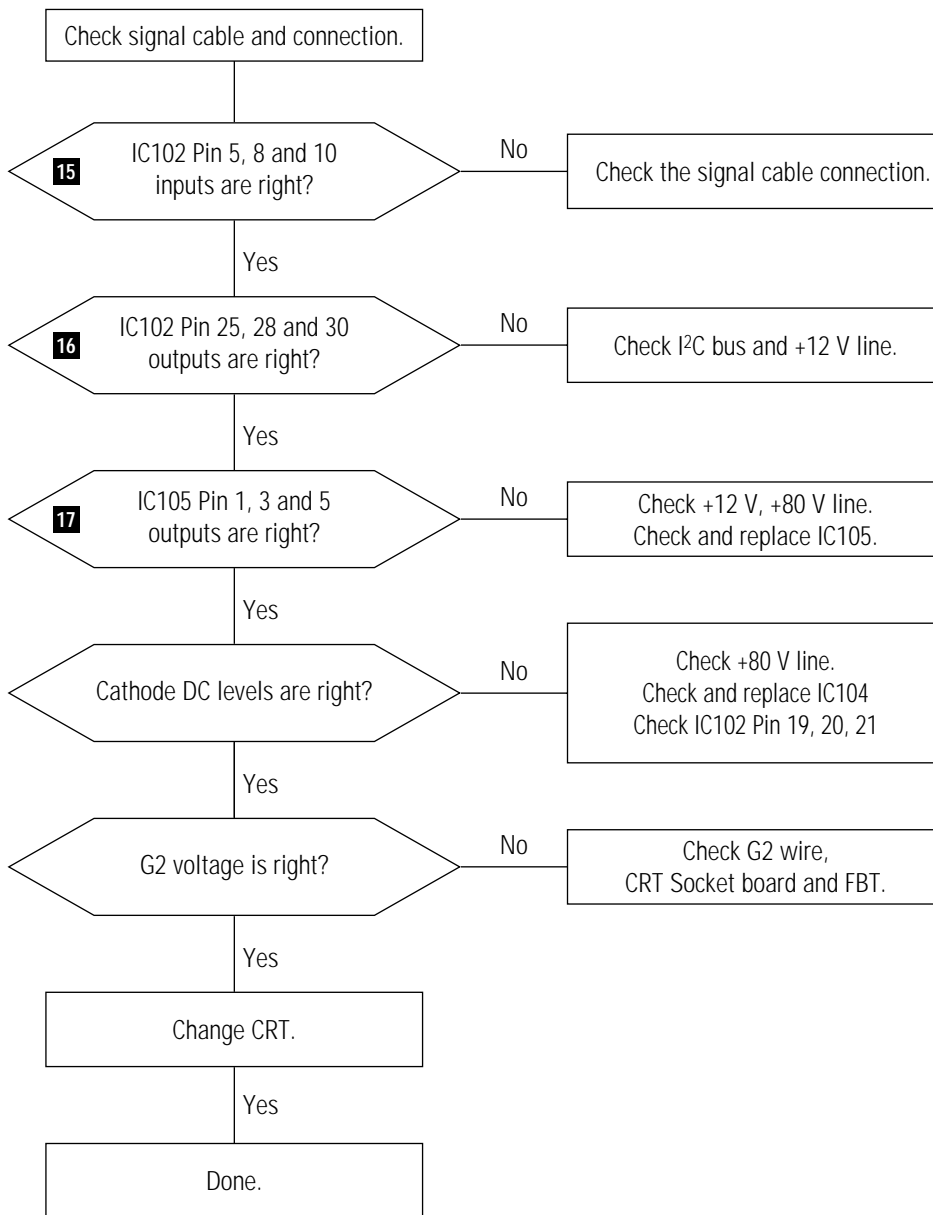 Check signal cable and connection.
15
IC102 Pin 5, 8 and 10
inputs are right?
No
Check the signal cable connection.
Yes
16
IC102 Pin 25, 28 and 30
outputs are right?
No
Check I²C bus and +12 V line.
Yes
17
IC105 Pin 1, 3 and 5
outputs are right?
No
Check +12 V, +80 V line.
Check and replace IC105.
Yes
Cathode DC levels are right?
No
Check +80 V line.
Check and replace IC104
Check IC102 Pin 19, 20, 21
Yes
G2 voltage is right?
No
Check G2 wire,
CRT Socket board and FBT.
Yes
Change CRT.
Yes
Done.